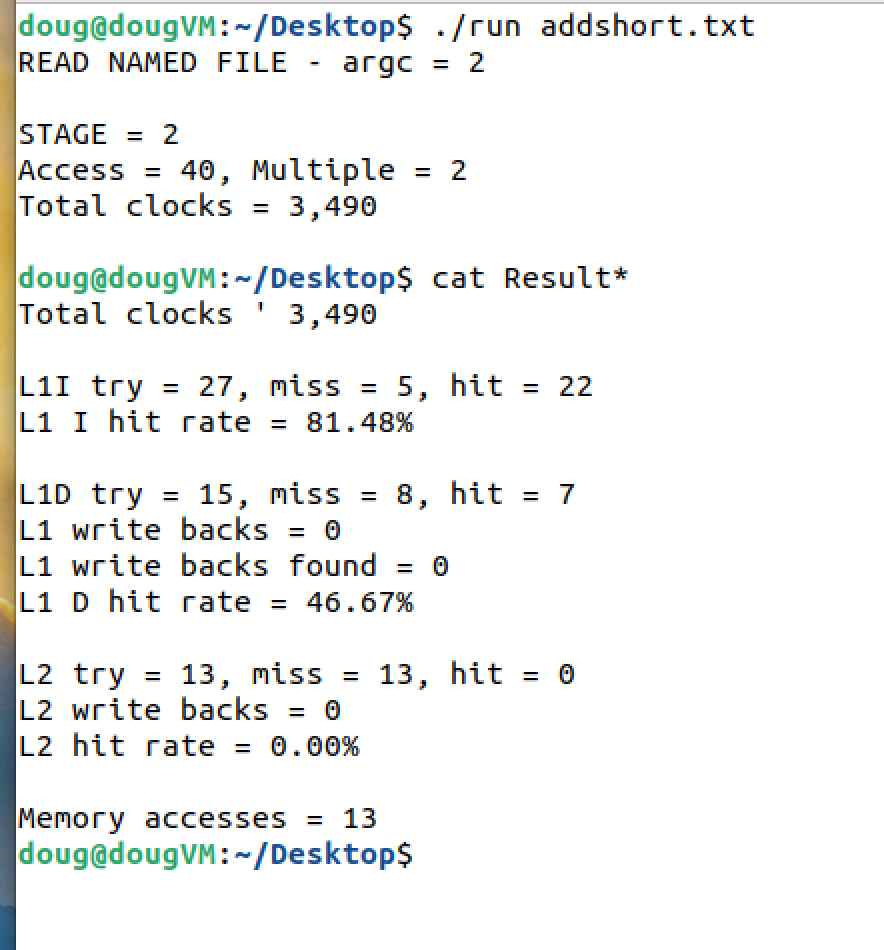 doug@dougVM:~/Desktop$ ./run addshort.txt
READ NAMED FILE - argc = 2
STAGE = 2
Access = 40, Multiple = 2
Total clocks = 3,490
doug@dougVM:~/Desktop$ cat Result*
Total clocks ' 3,490
L1I try = 27, miss = 5, hit = 22
L1 I hit rate = 81.48%
L1D try = 15, miss = 8, hit = 7
L1 write backs = 0
L1 write backs found = 0
L1 D hit rate = 46.67%
L2 try = 13, miss = 13, hit = 0
L2 write backs = 0
L2 hit rate = 0.00%
Memory accesses = 13
doug@dougVM:~/Desktop$